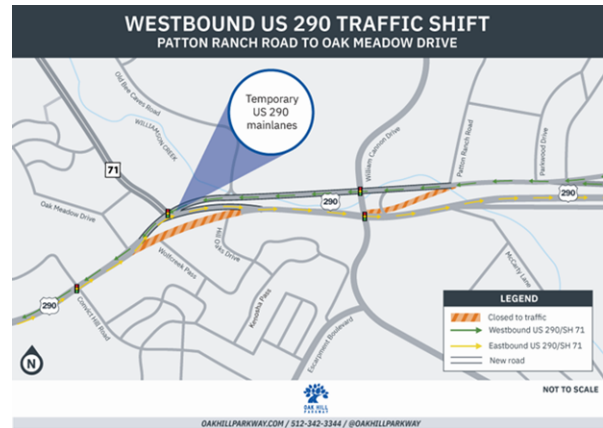 WESTBOUND US 290 TRAFFIC SHIFT
PATTON RANCH ROAD TO OAK MEADOW DRIVE
Temporary
US 290
mainlanes
Old Bee Caves Road
WILLIAMSON CREEK
71
William Cannon Drive
Patton Ranch Road
Parkwood Drive
290
290
Oak Meadow Drive
Wolfcreek Pass
Hill Oaks Drive
McCarty Lane
290
Convict Hill Road
Kenosha Pass
Escarpment Boulevard
LEGEND
Closed to traffic
Westbound US 290/SH 71
Eastbound US 290/SH 71
New road
N
NOT TO SCALE
OAK HILL
PARKWAY
OAKHILLPARKWAY.COM / 512-342-3344 / @OAKHILLPARKWAY